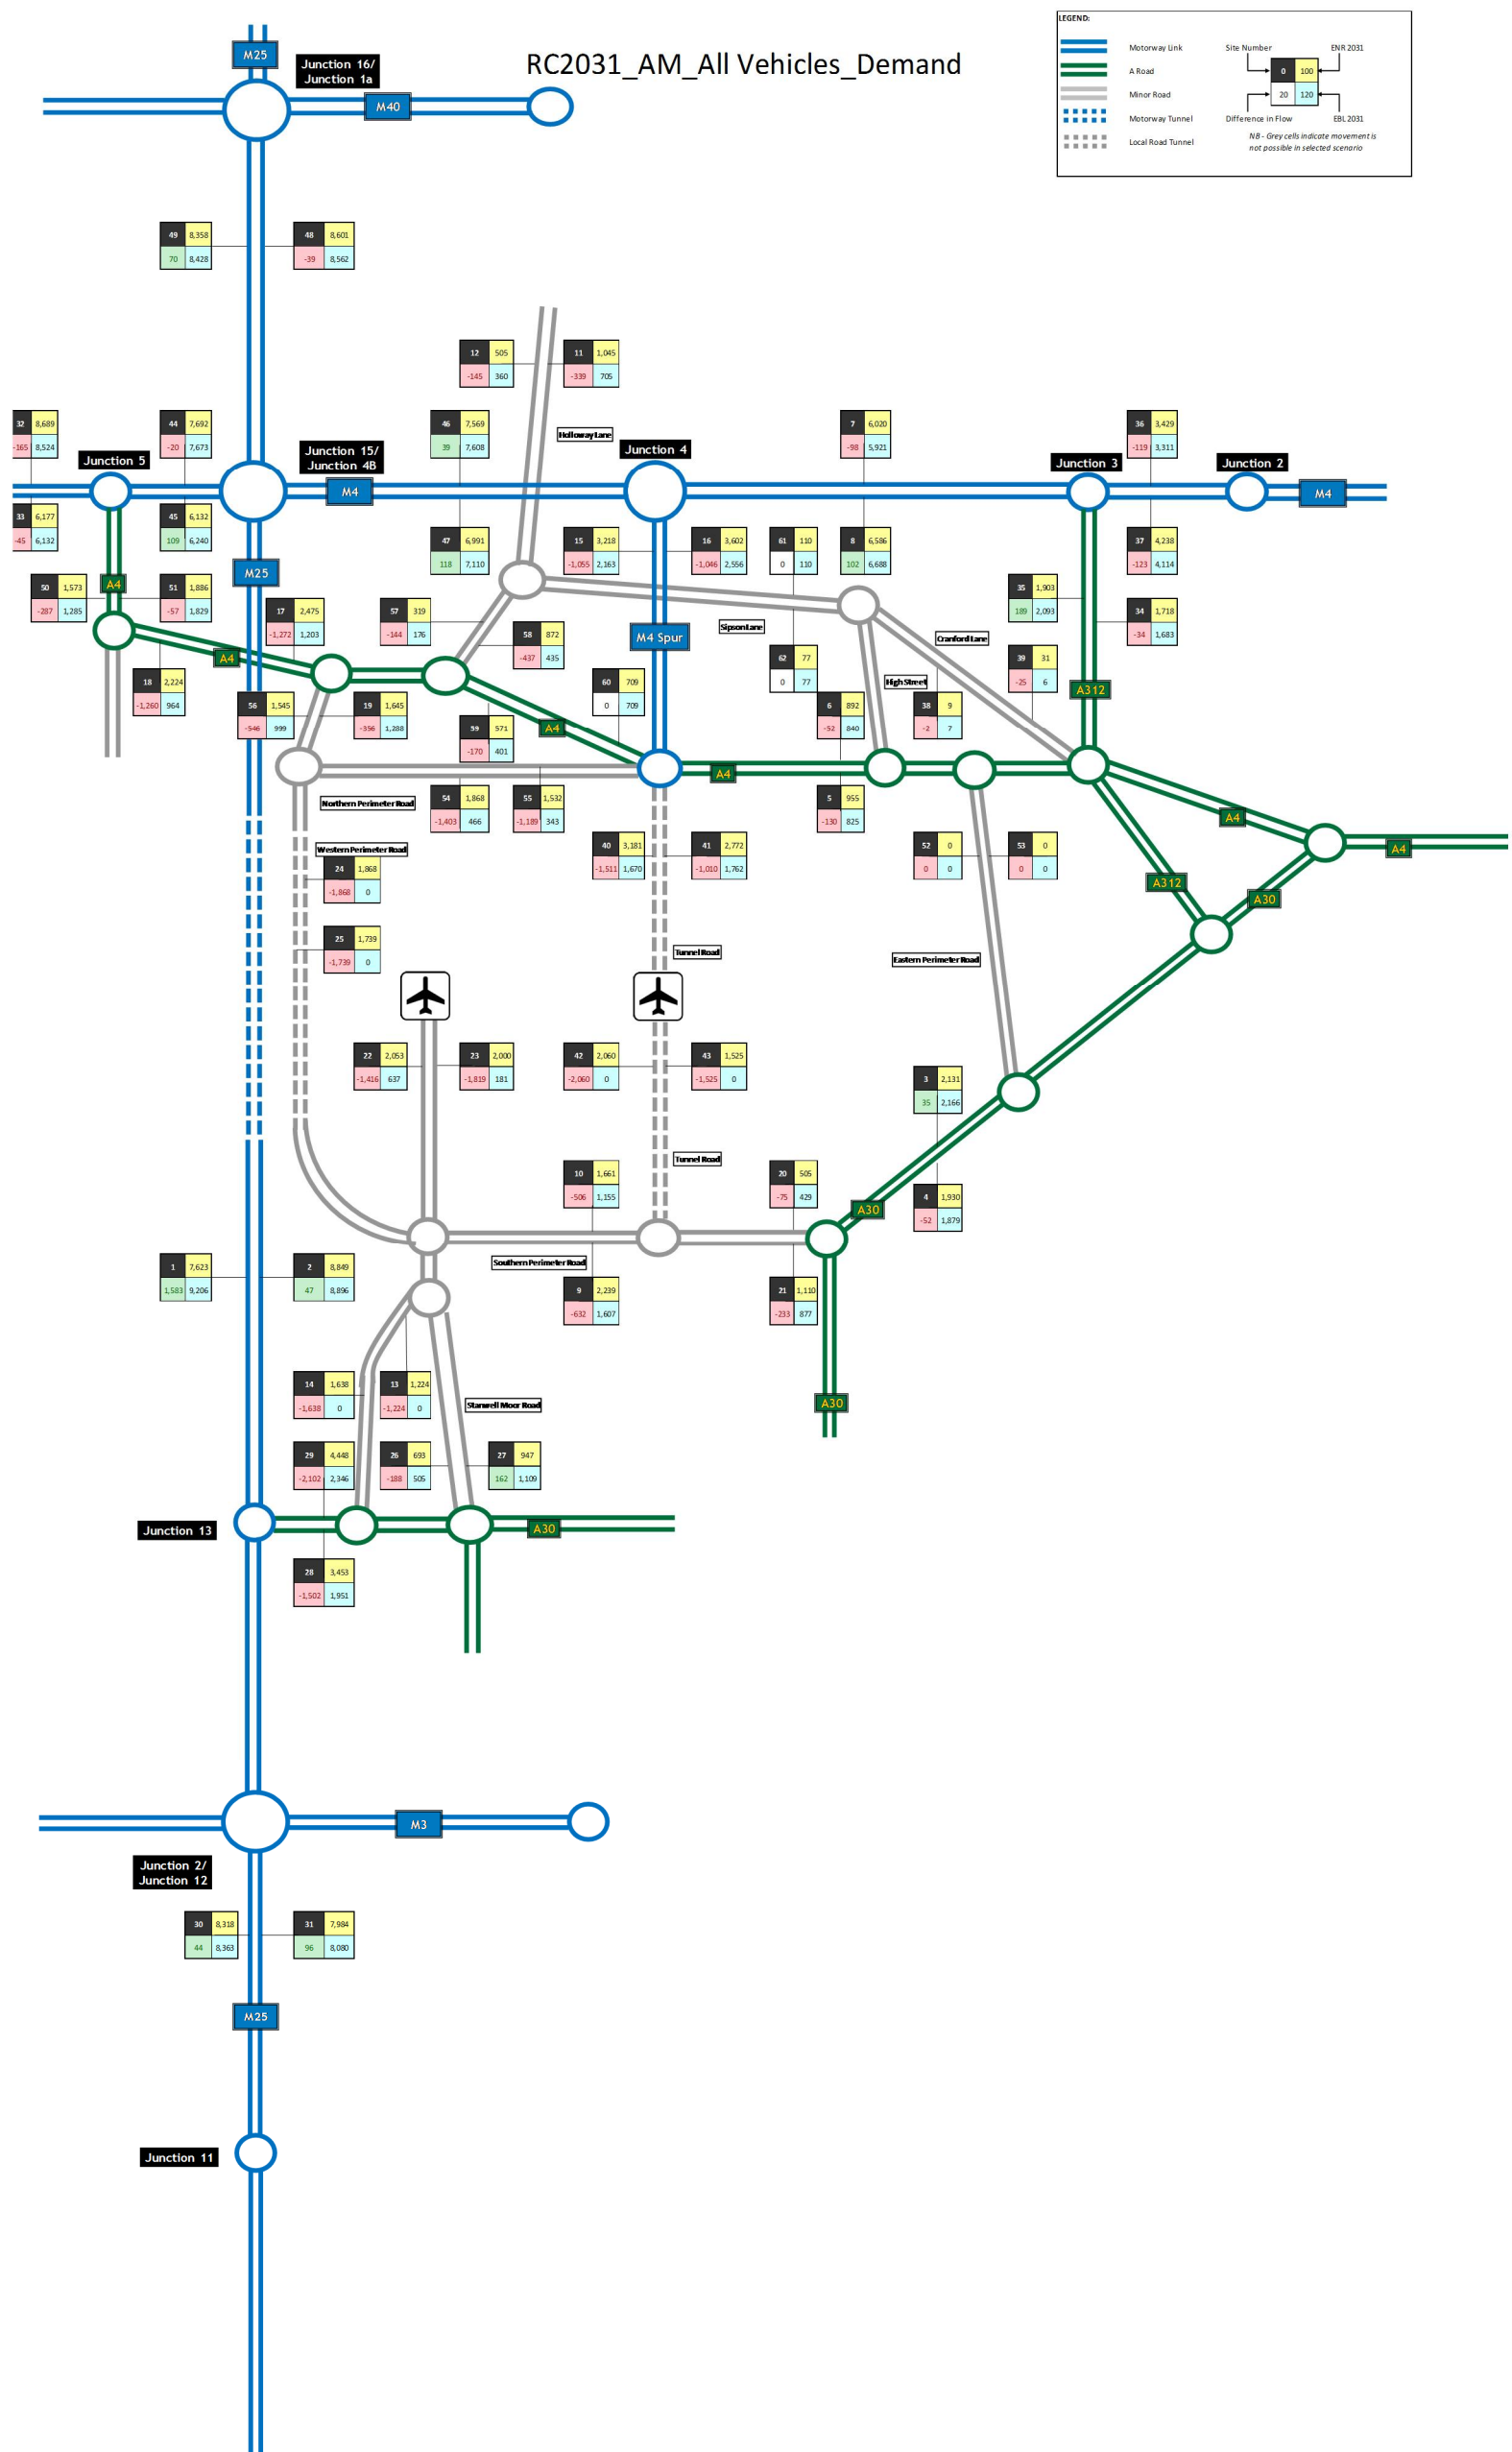 RC2031_AM_All Vehicles_Demand
LEGEND:
Motorway Link
A Road
Minor Road
Motorway Tunnel
Local Road Tunnel
Site Number
ENR 2031
0 100
20 120
Difference in Flow
EBL 2031
NB - Grey cells indicate movement is
not possible in selected scenario
M25
Junction 16/
Junction 1a
M40
49 8,358
70 8,428
48 8,601
-39 8,562
12 505
-145 360
11 1,045
-339 705
Holloway Lane
32 8,689
-165 8,524
44 7,692
-20 7,673
46 7,569
39 7,608
7 6,020
-98 5,921
36 3,429
-119 3,311
Junction 5
Junction 15/
Junction 4B
Junction 4
Junction 3
Junction 2
M4
M4
33 6,177
-45 6,132
45 6,132
109 6,240
47 6,991
118 7,110
15 3,218
-1,055 2,163
16 3,602
-1,046 2,556
61 110
0 110
8 6,586
102 6,688
37 4,238
-123 4,114
M25
A4
50 1,573
-287 1,285
51 1,886
-57 1,829
17 2,475
-1,272 1,203
57 319
-144 176
58 872
-437 435
M4 Spur
Sipson Lane
Cranford Lane
35 1,903
189 2,093
34 1,718
-34 1,683
A4
18 2,224
-1,260 964
56 1,545
-546 999
19 1,645
-356 1,288
59 571
-170 401
A4
60 709
0 709
62 77
0 77
High Street
6 892
-52 840
38 9
-2 7
39 31
-25 6
A312
A4
Northern Perimeter Road
54 1,868
-1,403 466
55 1,532
-1,189 343
5 955
-130 825
A4
A4
Western Perimeter Road
24 1,868
-1,868 0
40 3,181
-1,511 1,670
41 2,772
-1,010 1,762
52 0
0 0
53 0
0 0
A312
A30
25 1,739
-1,739 0
Tunnel Road
Eastern Perimeter Road
22 2,053
-1,416 637
23 2,000
-1,819 181
42 2,060
-2,060 0
43 1,525
-1,525 0
3 2,131
35 2,166
Tunnel Road
10 1,661
-506 1,155
20 505
-75 429
A30
4 1,930
-52 1,879
1 7,623
1,583 9,206
2 8,849
47 8,896
Southern Perimeter Road
9 2,239
-632 1,607
21 1,110
-233 877
14 1,638
-1,638 0
13 1,224
-1,224 0
Stanwell Moor Road
A30
29 4,448
-2,102 2,346
26 693
-188 505
27 947
162 1,109
Junction 13
A30
28 3,453
-1,502 1,951
M3
Junction 2/
Junction 12
30 8,318
44 8,363
31 7,984
96 8,080
M25
Junction 11